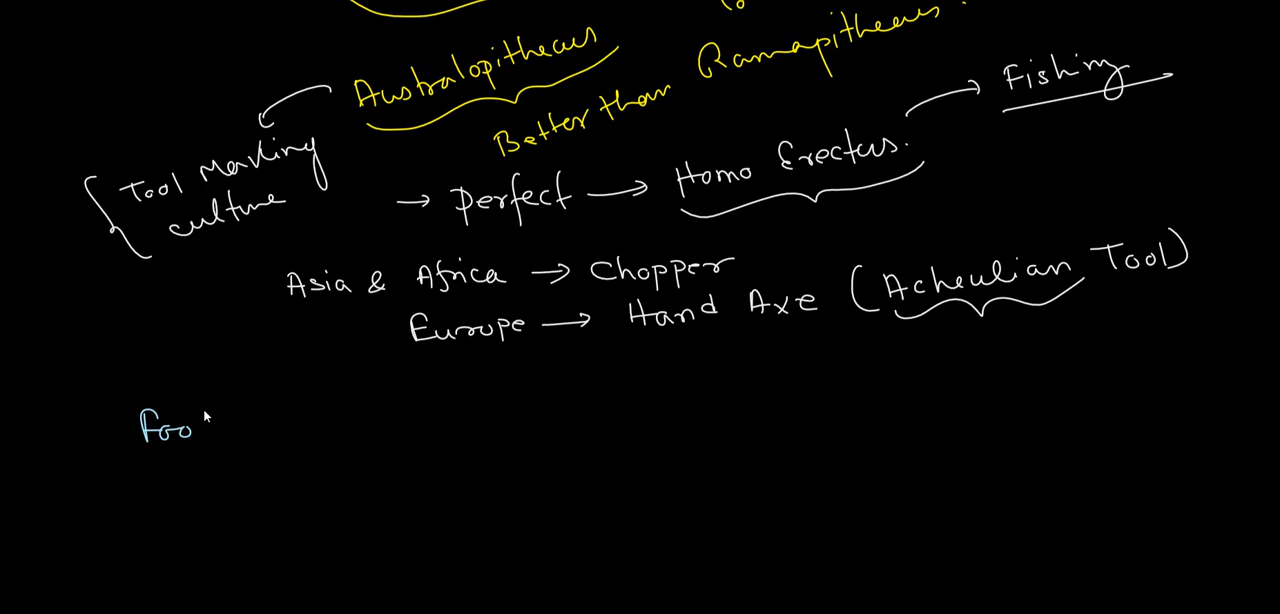 Australopithecus
Better than Ramapithecus.
Fishing
Tool Making
culture
→ Perfect → Homo Erectus.
Asia & Africa → Chopper
Europe → Hand Axe (Acheulian Tool)
Foo